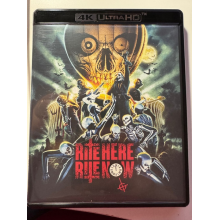 4K ULTRA HD
RITE HERE
RITE NOW